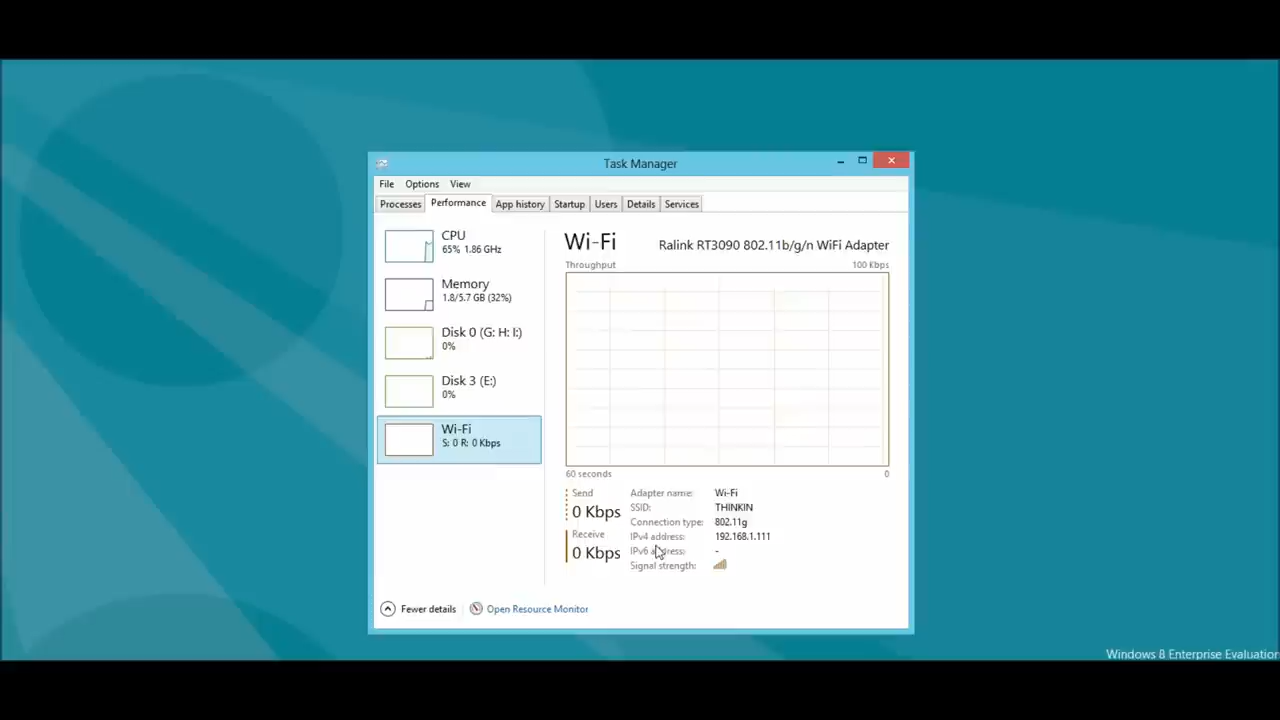 Task Manager
File Options View
Processes Performance App history Startup Users Details Services
CPU
65% 1.86 GHz
Memory
1.8/5.7 GB (32%)
Disk 0 (G: H: I:)
0%
Disk 3 (E:)
0%
Wi-Fi
S: 0 R: 0 Kbps
Wi-Fi Ralink RT3090 802.11b/g/n WiFi Adapter
Throughput 100 Kbps
60 seconds 0
Send
0 Kbps
Receive
0 Kbps
Adapter name: Wi-Fi
SSID: THINKIN
Connection type: 802.11g
IPv4 address: 192.168.1.111
IPv6 address: -
Signal strength:
Fewer details Open Resource Monitor
Windows 8 Enterprise Evaluation